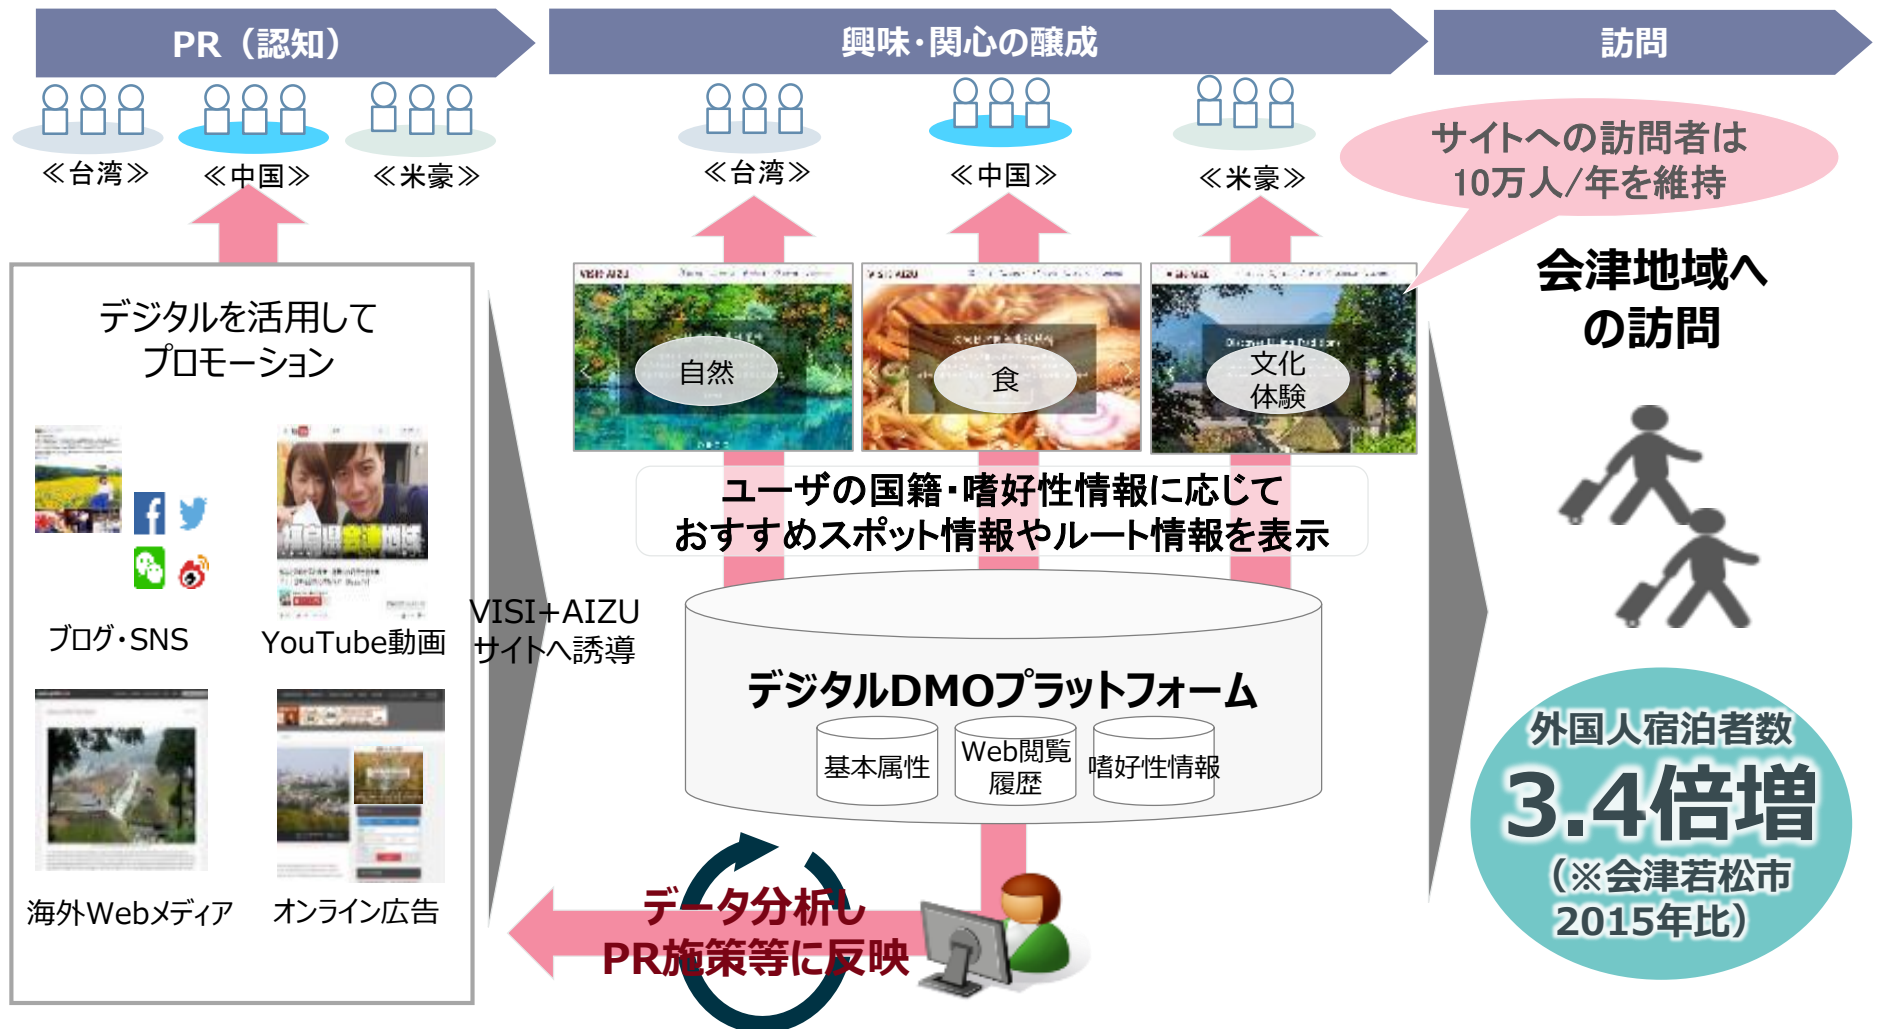 PR（認知）
興味・関心の醸成
訪問
≪台湾≫
≪中国≫
≪米豪≫
≪台湾≫
≪中国≫
≪米豪≫
サイトへの訪問者は
10万人/年を維持
デジタルを活用して
プロモーション
ブログ・SNS
YouTube動画
海外Webメディア
オンライン広告
VISI+AIZU
サイトへ誘導
VISI+AIZU
VISI+AIZU
自然
食
文化
体験
ユーザの国籍・嗜好性情報に応じて
おすすめスポット情報やルート情報を表示
デジタルDMOプラットフォーム
基本属性
Web閲覧
履歴
嗜好性情報
データ分析し
PR施策等に反映
会津地域へ
の訪問
外国人宿泊者数
3.4倍増
（※会津若松市
2015年比）